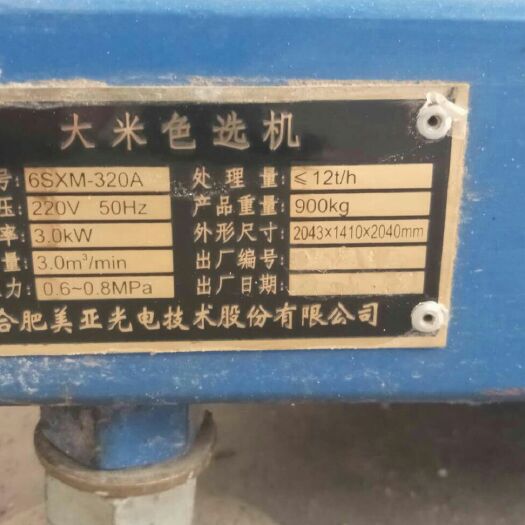 大米色选机
号: 6SXM-320A 处理量: ≤12t/h
压: 220V 50Hz 产品重量: 900kg
率: 3.0kW 外形尺寸: 2043×1410×2040mm
量: 3.0m³/min 出厂编号:
力: 0.6~0.8MPa 出厂日期:
合肥美亚光电技术股份有限公司